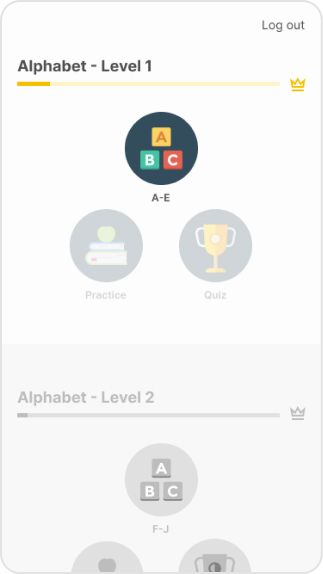 Log out
Alphabet - Level 1
A
B C
A-E
Practice Quiz
Alphabet - Level 2
A
B C
F-J